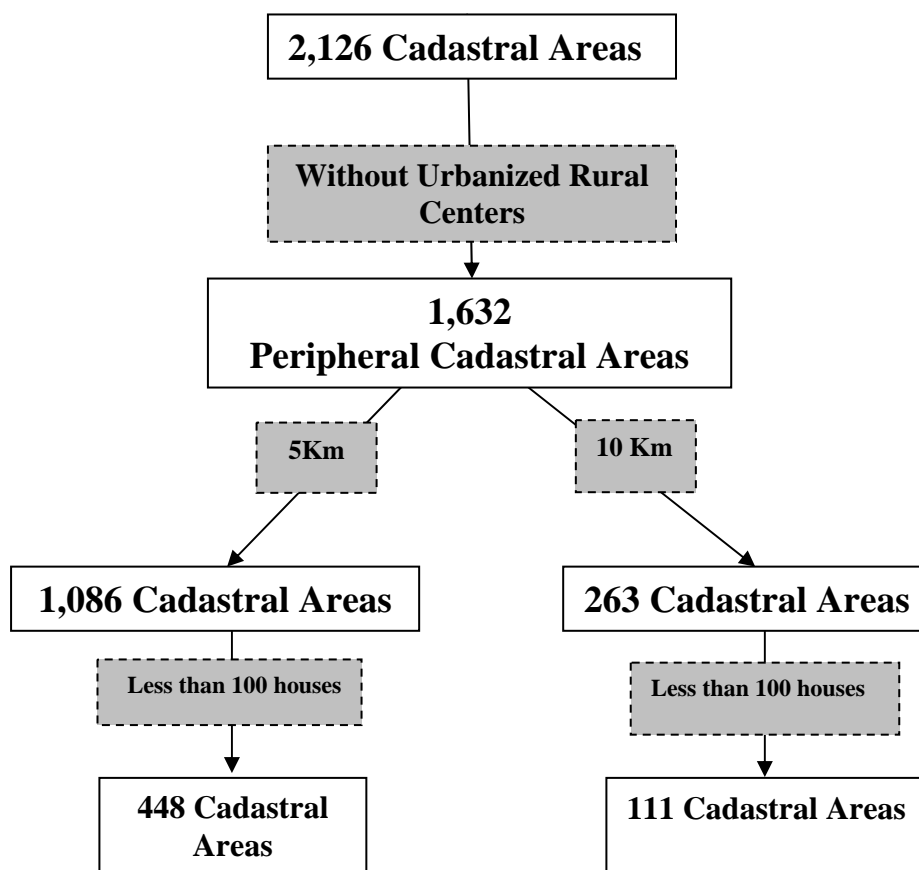 2,126 Cadastral Areas
Without Urbanized Rural
Centers
1,632
Peripheral Cadastral Areas
5Km
10 Km
1,086 Cadastral Areas
263 Cadastral Areas
Less than 100 houses
Less than 100 houses
448 Cadastral
Areas
111 Cadastral Areas